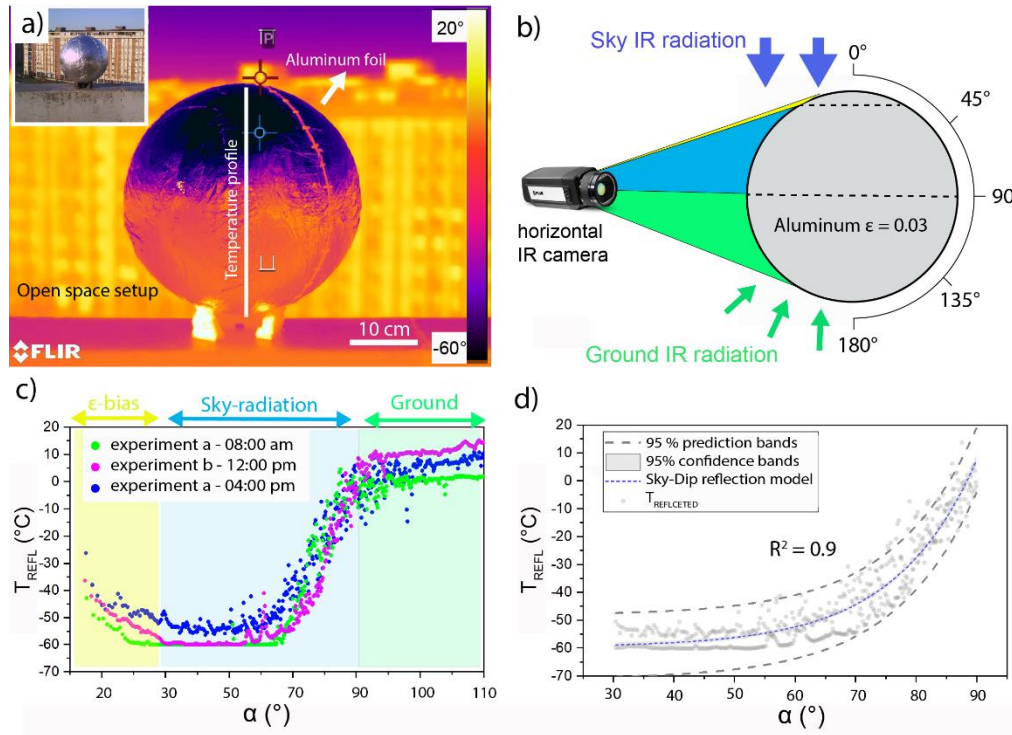 a)
20°
P
Aluminum foil
Temperature profile
Open space setup
10 cm
FLIR
-60°
b)
Sky IR radiation
0°
45°
90°
Aluminum ε = 0.03
horizontal
IR camera
135°
180°
Ground IR radiation
c)
ε-bias
Sky-radiation
Ground
experiment a - 08:00 am
experiment b - 12:00 pm
experiment a - 04:00 pm
20
10
0
-10
-20
-30
-40
-50
-60
-70
T_REFL (°C)
20 30 50 70 90 100 110
α (°)
d)
95 % prediction bands
95% confidence bands
Sky-Dip reflection model
T_REFLCETED
R² = 0.9
20
10
0
-10
-20
-30
-40
-50
-60
-70
T_REFL (°C)
30 40 50 60 70 80 90
α (°)